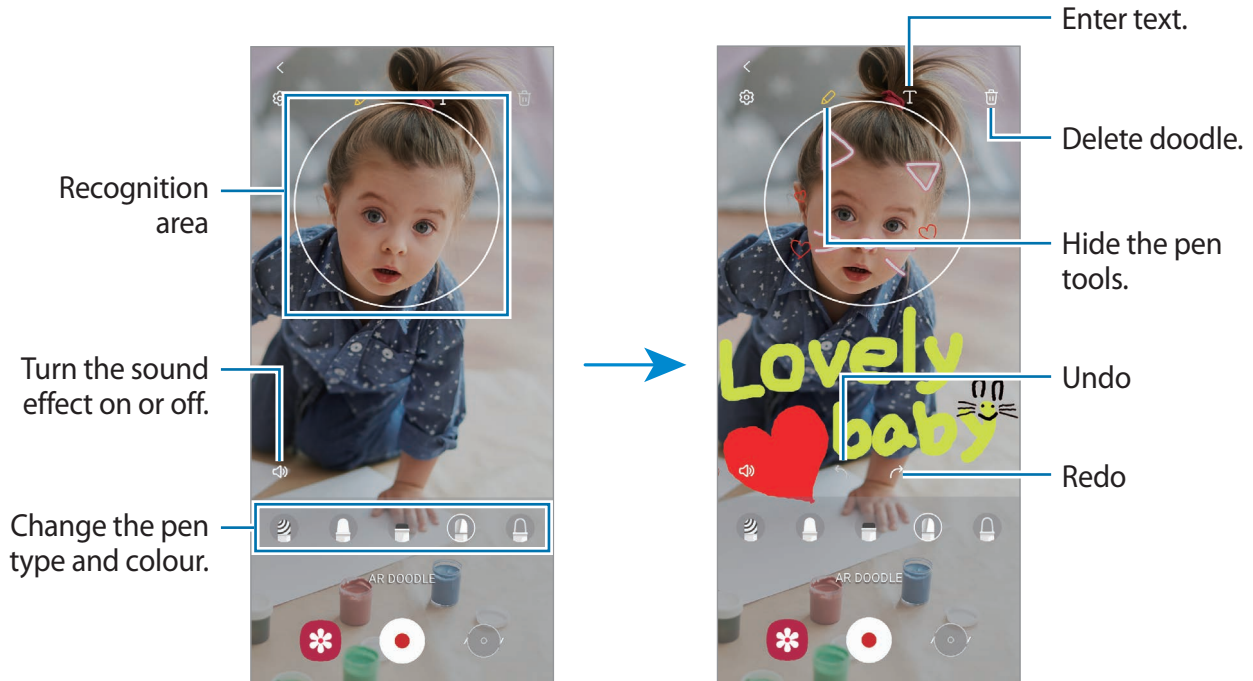 Enter text.
Delete doodle.
Recognition
area
Hide the pen
tools.
T
T
Lovely
baby
Turn the sound
effect on or off.
Undo
Redo
Change the pen
type and colour.
AR DOODLE
AR DOODLE